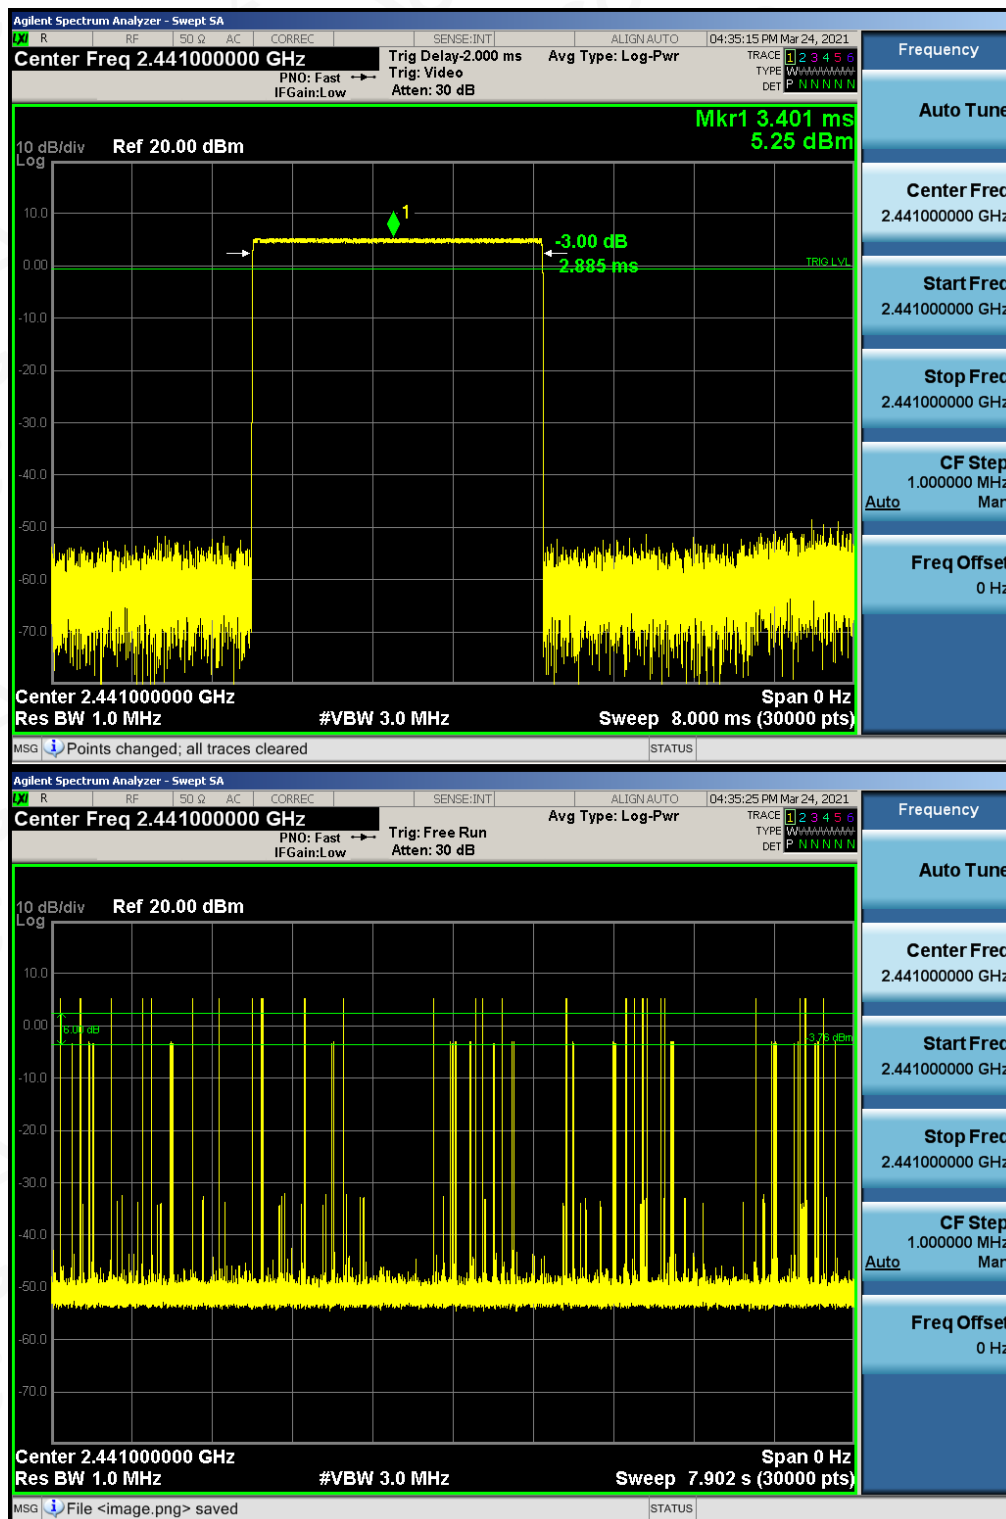 Agilent Spectrum Analyzer - Swept SA
LXI R RF 50 Ω AC CORREC SENSE:INT ALIGN AUTO 04:35:15 PM Mar 24, 2021
Center Freq 2.441000000 GHz Trig Delay-2.000 ms Avg Type: Log-Pwr TRACE 1 2 3 4 5 6
PNO: Fast Trig: Video TYPE W
IFGain:Low Atten: 30 dB DET P N N N N N
Mkr1 3.401 ms
5.25 dBm
10 dB/div Ref 20.00 dBm
Log
10.0
1
-3.00 dB
0.00
2.885 ms
TRIG LVL
-10.0
-20.0
-30.0
-40.0
-50.0
-60.0
-70.0
Center 2.441000000 GHz Span 0 Hz
Res BW 1.0 MHz #VBW 3.0 MHz Sweep 8.000 ms (30000 pts)
MSG Points changed; all traces cleared STATUS
Frequency
Auto Tune
Center Freq
2.441000000 GHz
Start Freq
2.441000000 GHz
Stop Freq
2.441000000 GHz
CF Step
1.000000 MHz
Auto Man
Freq Offset
0 Hz
Agilent Spectrum Analyzer - Swept SA
LXI R RF 50 Ω AC CORREC SENSE:INT ALIGN AUTO 04:35:25 PM Mar 24, 2021
Center Freq 2.441000000 GHz Avg Type: Log-Pwr TRACE 1 2 3 4 5 6
PNO: Fast Trig: Free Run TYPE W
IFGain:Low Atten: 30 dB DET P N N N N N
10 dB/div Ref 20.00 dBm
Log
10.0
0.00
6.00 dB
-3.76 dBm
-10.0
-20.0
-30.0
-40.0
-50.0
-60.0
-70.0
Center 2.441000000 GHz Span 0 Hz
Res BW 1.0 MHz #VBW 3.0 MHz Sweep 7.902 s (30000 pts)
MSG File <image.png> saved STATUS
Frequency
Auto Tune
Center Freq
2.441000000 GHz
Start Freq
2.441000000 GHz
Stop Freq
2.441000000 GHz
CF Step
1.000000 MHz
Auto Man
Freq Offset
0 Hz